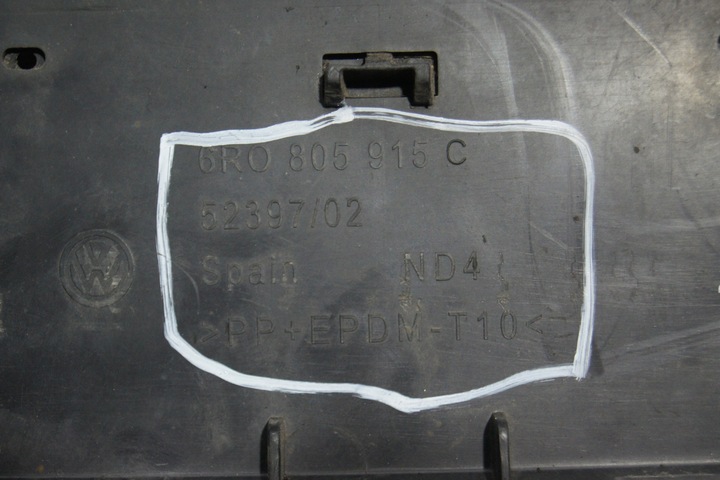 6R0 805 915 C
52397/02
Spain ND4
>PP+EPDM-T10<